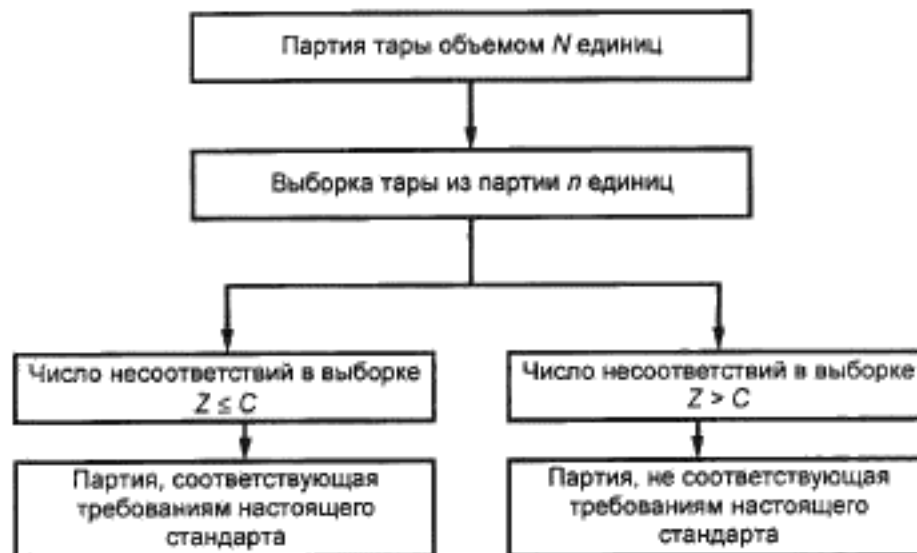 Партия тары объемом N единиц
Выборка тары из партии n единиц
Число несоответствий в выборке
Z ≤ C
Число несоответствий в выборке
Z > C
Партия, соответствующая
требованиям настоящего
стандарта
Партия, не соответствующая
требованиям настоящего
стандарта